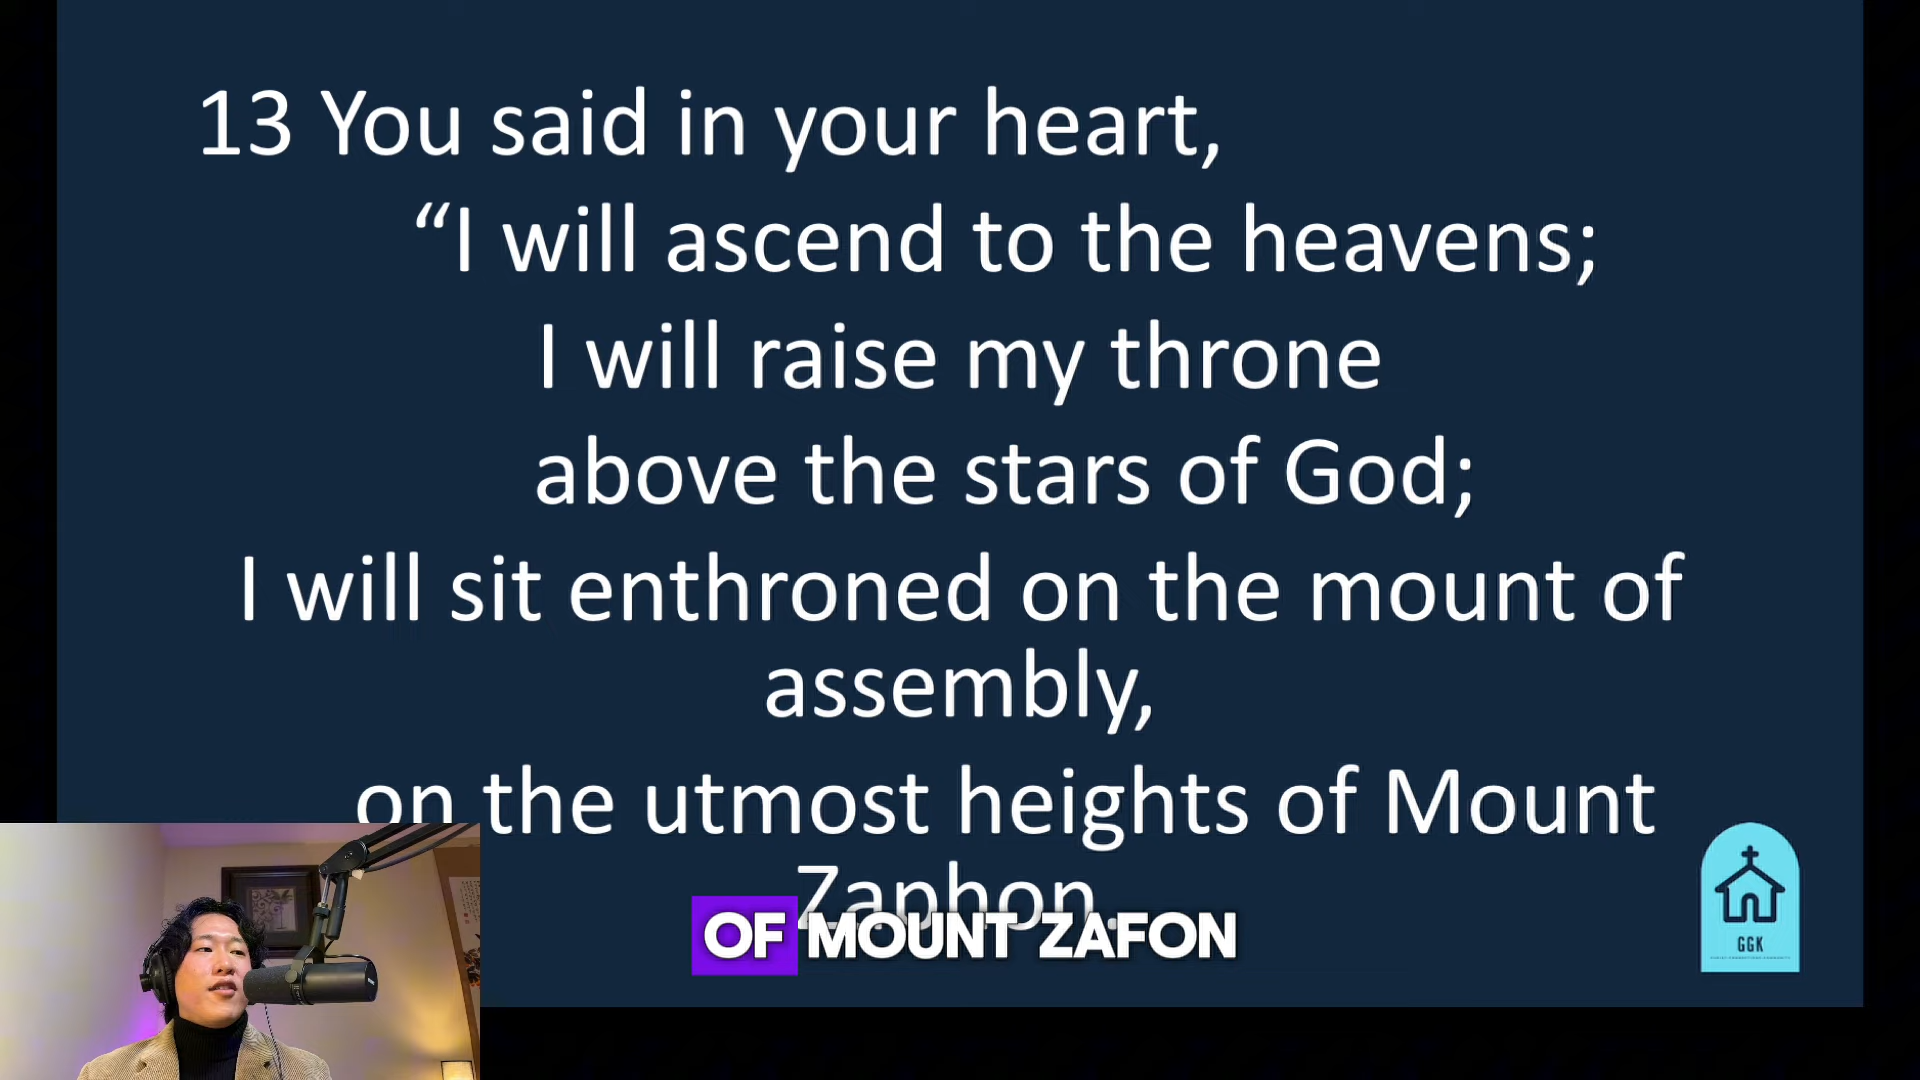 13 You said in your heart,
“I will ascend to the heavens;
I will raise my throne
above the stars of God;
I will sit enthroned on the mount of
assembly,
on the utmost heights of Mount
Zaphon.
OF MOUNT ZAFON
GGK